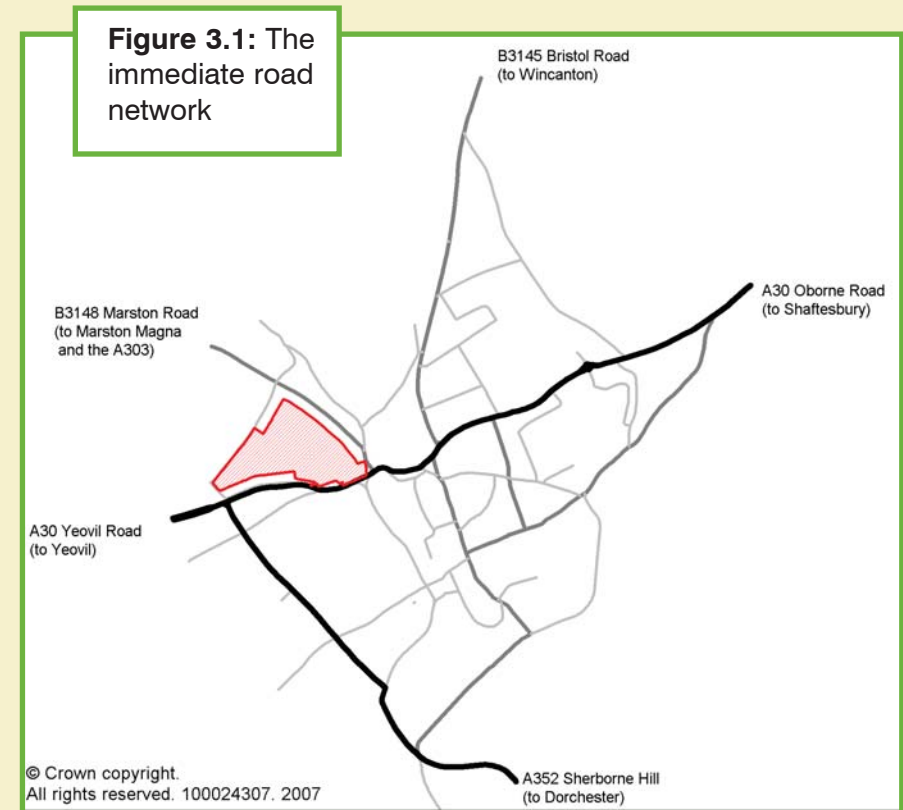 Figure 3.1: The
immediate road
network
B3145 Bristol Road
(to Wincanton)
A30 Oborne Road
(to Shaftesbury)
B3148 Marston Road
(to Marston Magna
and the A303)
A30 Yeovil Road
(to Yeovil)
A352 Sherborne Hill
(to Dorchester)
© Crown copyright.
All rights reserved. 100024307. 2007